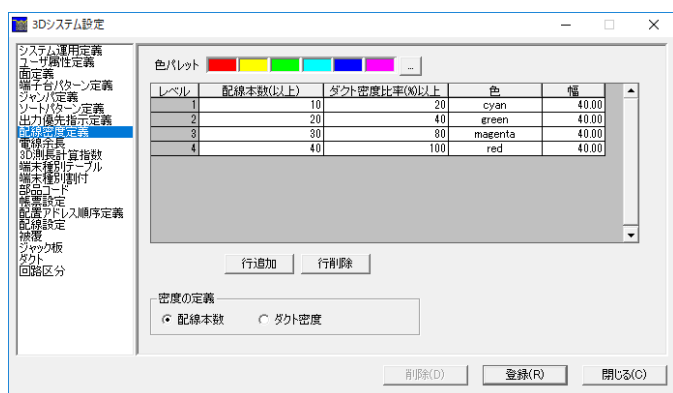 3Dシステム設定
システム運用定義
ユーザ属性定義
面定義
端子台パターン定義
ジャンパ定義
ソートパターン定義
出力優先指示定義
配線密度定義
電線余長
3D測長計算指数
端末種別テーブル
端末種別割付
部品コード
帳票設定
配置アドレス順序定義
配線設定
被覆
ジャック板
ダクト
回路区分
色パレット ...
レベル 配線本数(以上) ダクト密度比率(%)以上 色 幅
1 10 20 cyan 40.00
2 20 40 green 40.00
3 30 80 magenta 40.00
4 40 100 red 40.00
行追加 行削除
密度の定義
配線本数 ダクト密度
削除(D) 登録(R) 閉じる(C)